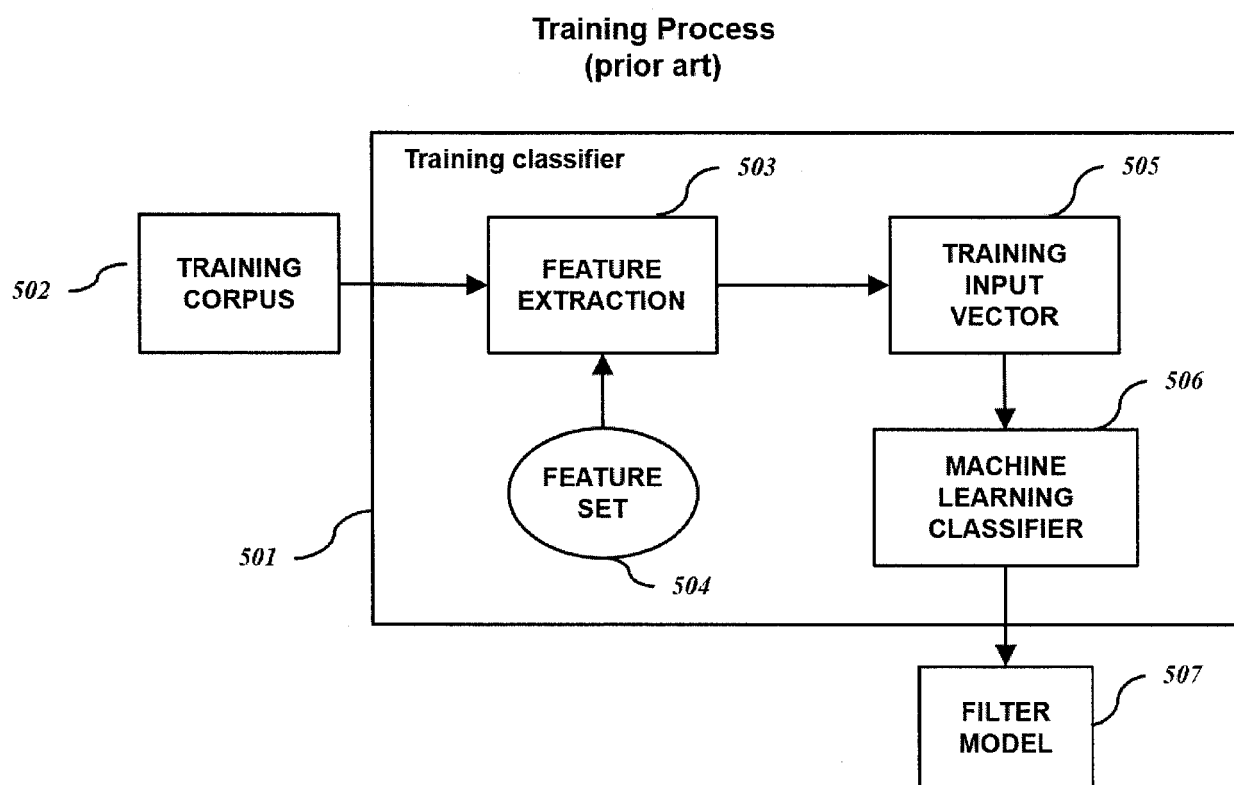 Training Process
(prior art)
Training classifier
503
505
502
TRAINING
CORPUS
FEATURE
EXTRACTION
TRAINING
INPUT
VECTOR
506
FEATURE
SET
MACHINE
LEARNING
CLASSIFIER
501
504
507
FILTER
MODEL